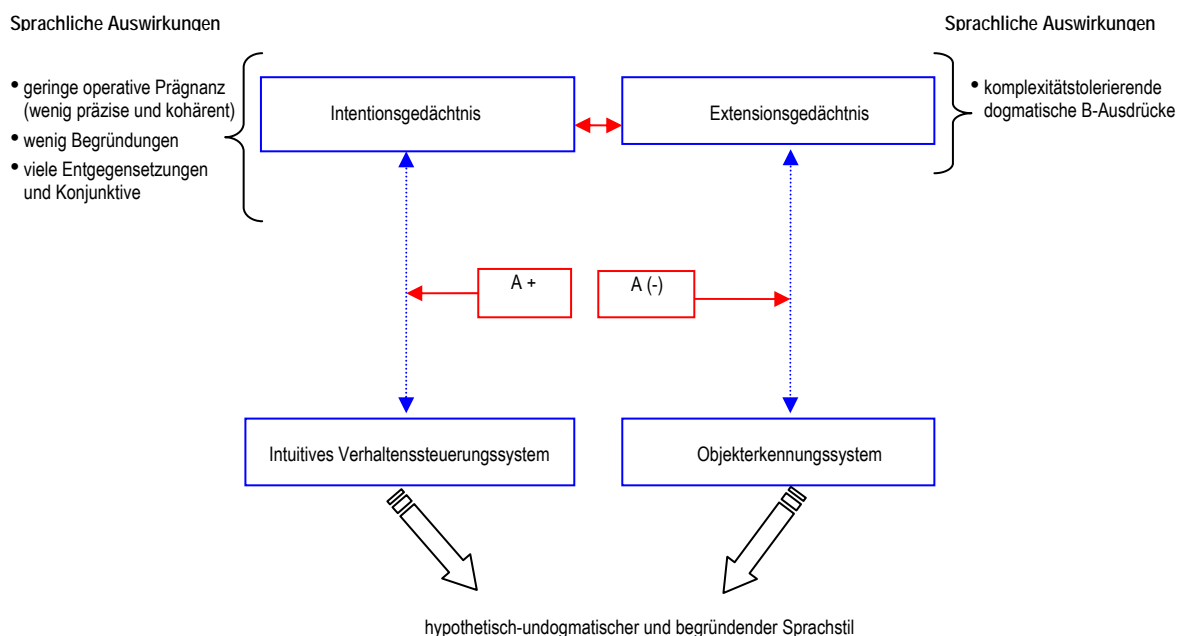 Sprachliche Auswirkungen
Sprachliche Auswirkungen
• geringe operative Prägnanz
(wenig präzise und kohärent)
• wenig Begründungen
• viele Entgegensetzungen
und Konjunktive
Intentionsgedächtnis
Extensionsgedächtnis
• komplexitätstolerierende
dogmatische B-Ausdrücke
A +
A (-)
Intuitives Verhaltenssteuerungssystem
Objekterkennungssystem
hypothetisch-undogmatischer und begründender Sprachstil